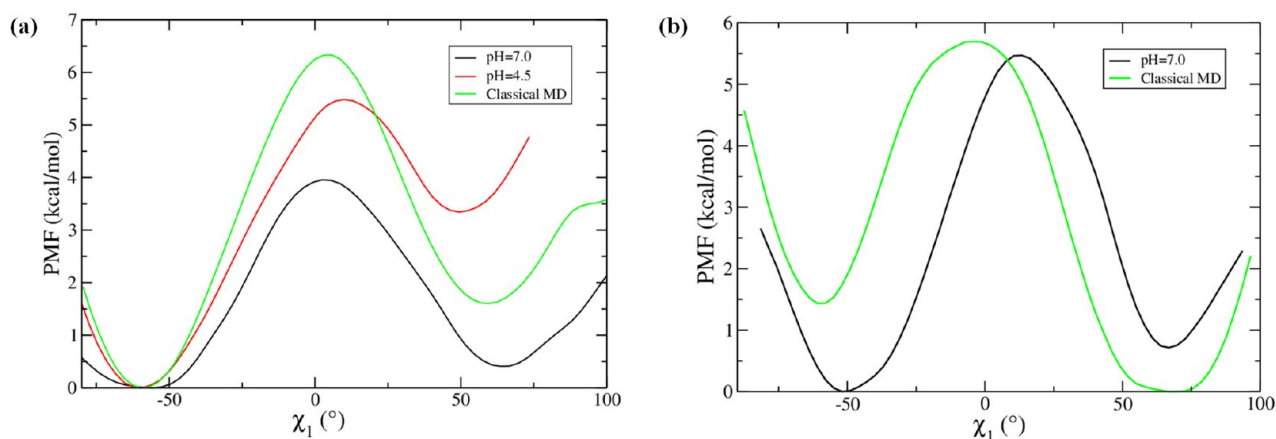 (a)
7
6
5
4
3
2
1
0
PMF (kcal/mol)
pH=7.0
pH=4.5
Classical MD
-50
0
50
100
χ1 (°)
(b)
6
5
4
3
2
1
0
PMF (kcal/mol)
pH=7.0
Classical MD
-50
0
50
100
χ1 (°)